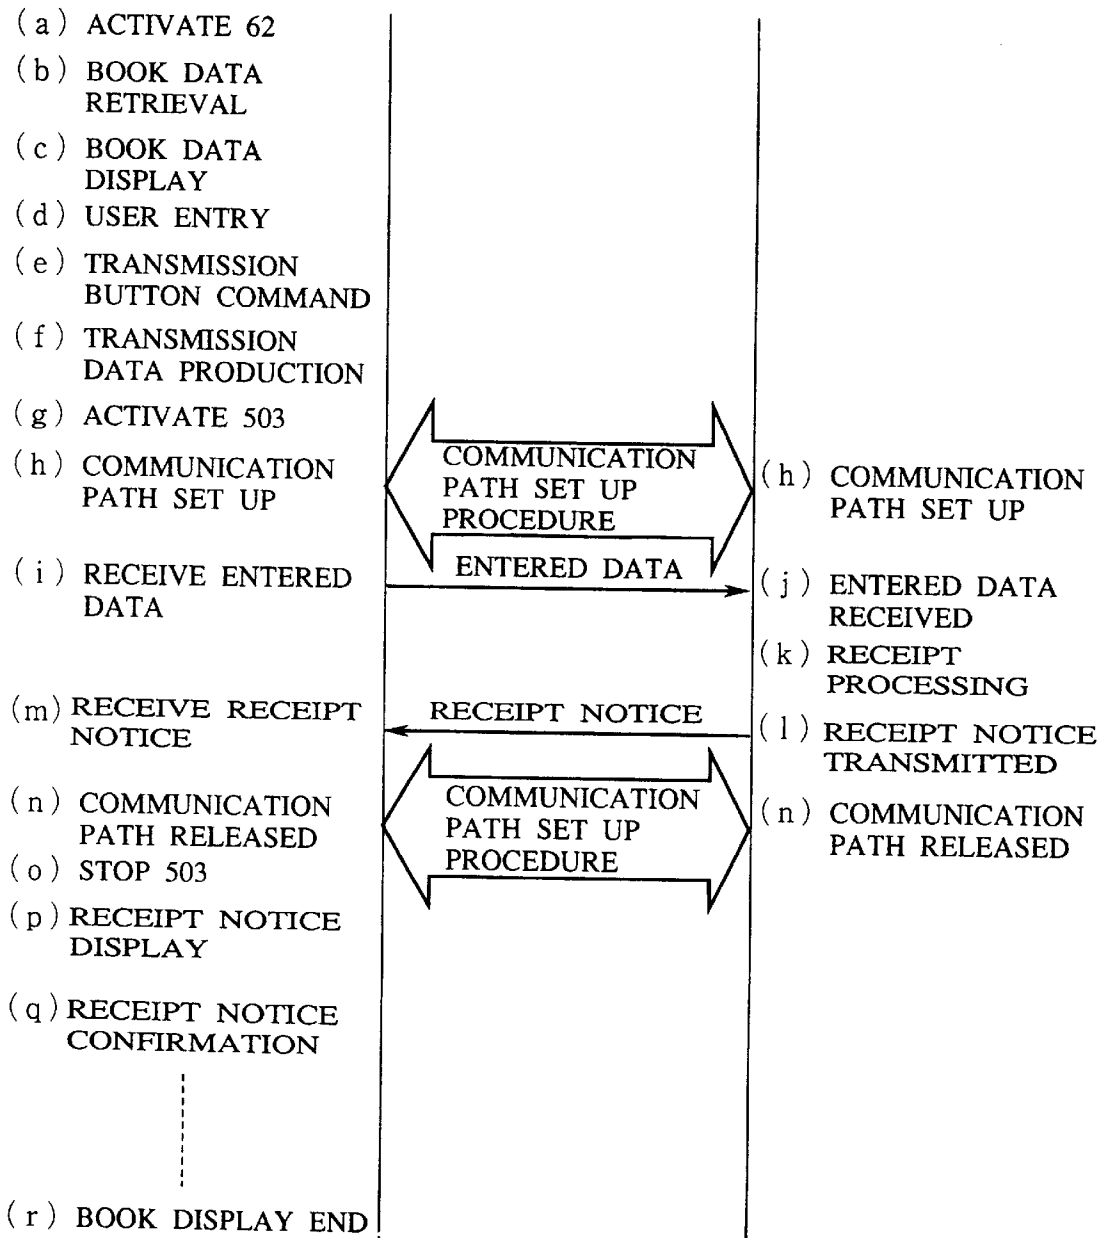 (a) ACTIVATE 62
(b) BOOK DATA
RETRIEVAL
(c) BOOK DATA
DISPLAY
(d) USER ENTRY
(e) TRANSMISSION
BUTTON COMMAND
(f) TRANSMISSION
DATA PRODUCTION
(g) ACTIVATE 503
(h) COMMUNICATION
PATH SET UP
COMMUNICATION
PATH SET UP
PROCEDURE
(h) COMMUNICATION
PATH SET UP
(i) RECEIVE ENTERED
DATA
ENTERED DATA
(j) ENTERED DATA
RECEIVED
(k) RECEIPT
PROCESSING
(m) RECEIVE RECEIPT
NOTICE
RECEIPT NOTICE
(l) RECEIPT NOTICE
TRANSMITTED
(n) COMMUNICATION
PATH RELEASED
COMMUNICATION
PATH SET UP
PROCEDURE
(n) COMMUNICATION
PATH RELEASED
(o) STOP 503
(p) RECEIPT NOTICE
DISPLAY
(q) RECEIPT NOTICE
CONFIRMATION
(r) BOOK DISPLAY END